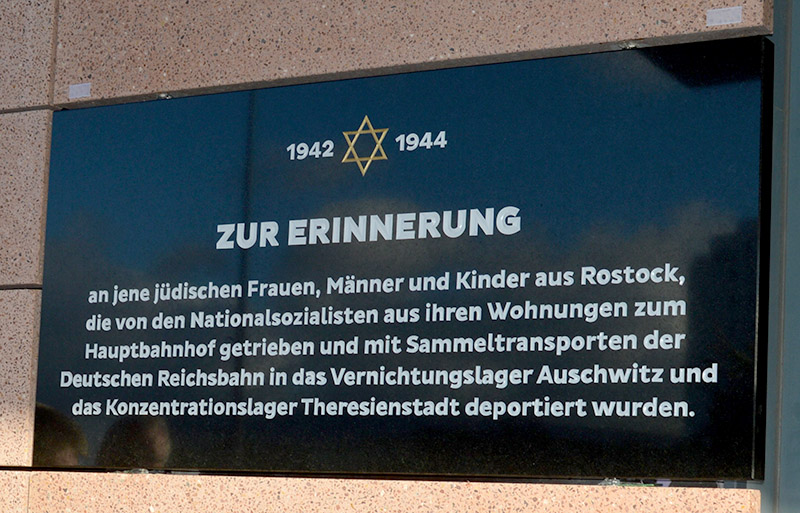 1942 1944
ZUR ERINNERUNG
an jene jüdischen Frauen, Männer und Kinder aus Rostock,
die von den Nationalsozialisten aus ihren Wohnungen zum
Hauptbahnhof getrieben und mit Sammeltransporten der
Deutschen Reichsbahn in das Vernichtungslager Auschwitz und
das Konzentrationslager Theresienstadt deportiert wurden.